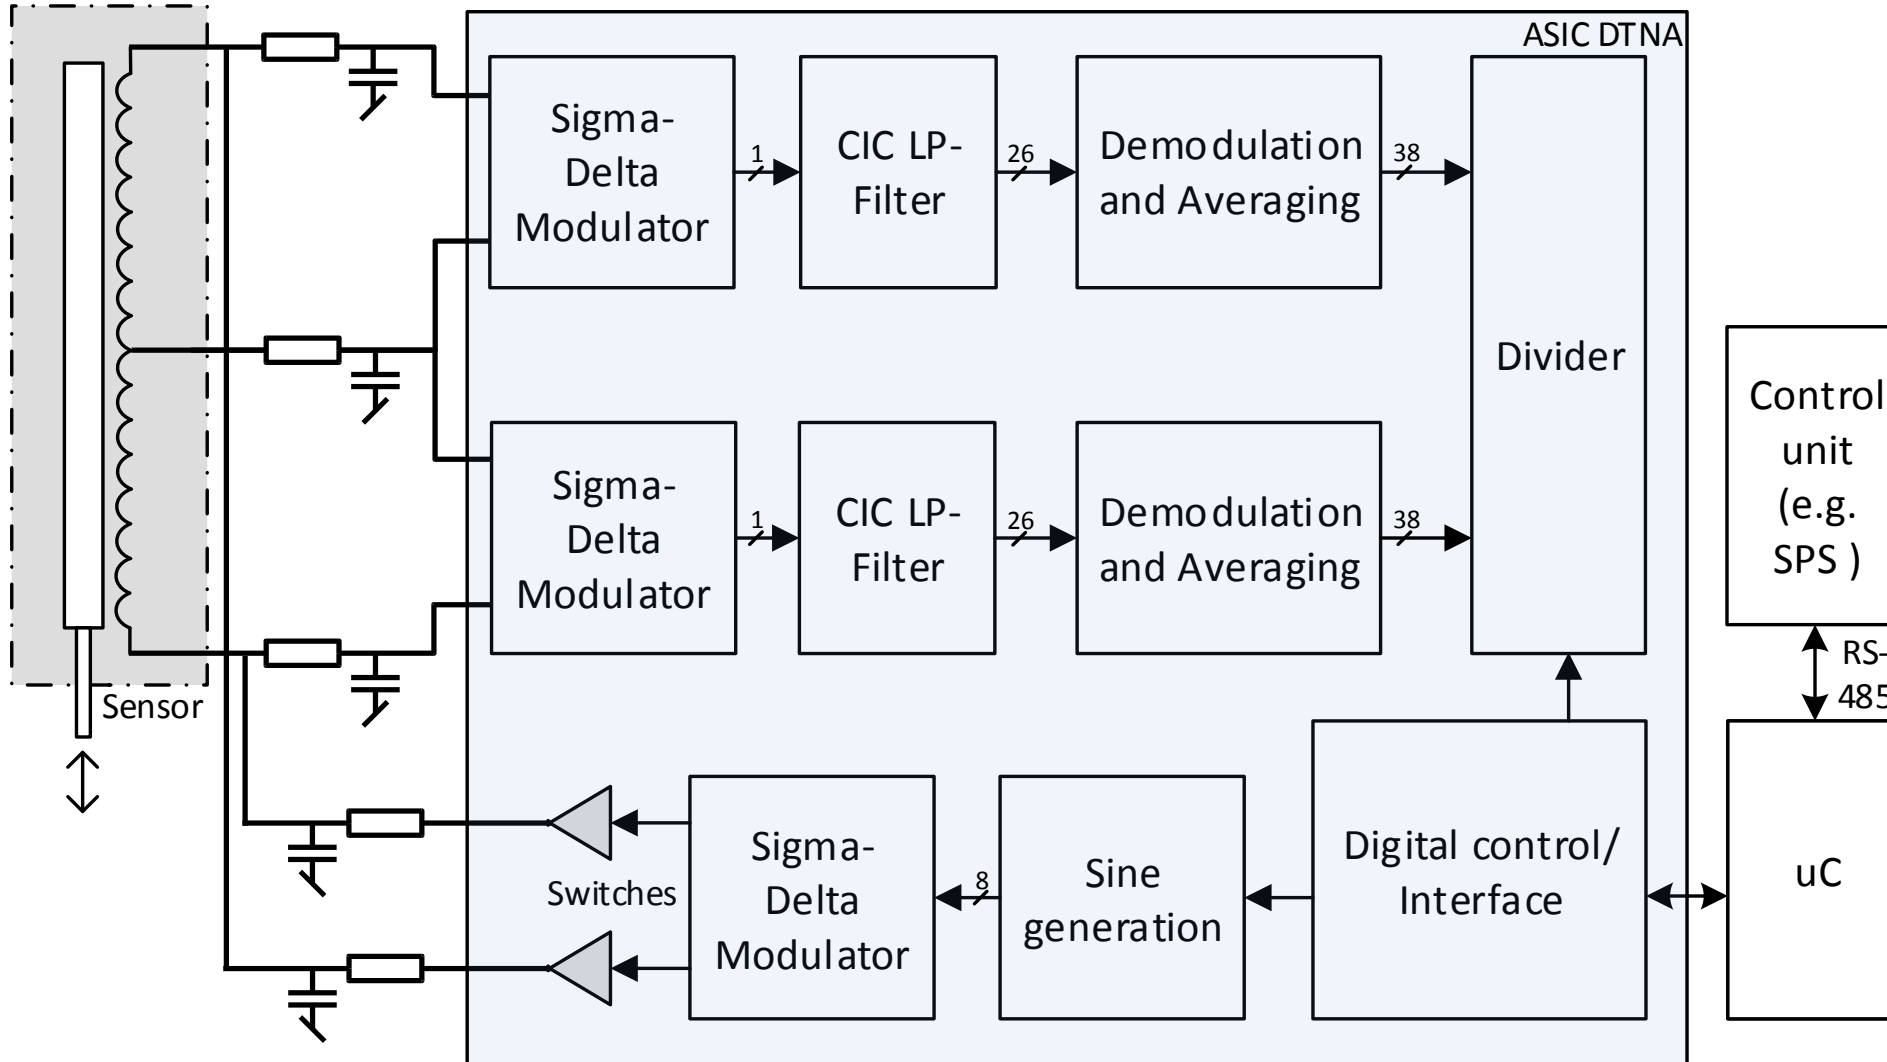 ASIC DTNA
Sigma-
Delta
Modulator
1
CIC LP-
Filter
26
Demodulation
and Averaging
38
Divider
Control
unit
(e.g.
SPS )
Sigma-
Delta
Modulator
1
CIC LP-
Filter
26
Demodulation
and Averaging
38
RS-
485
Sensor
Switches
Sigma-
Delta
Modulator
8
Sine
generation
Digital control/
Interface
uC